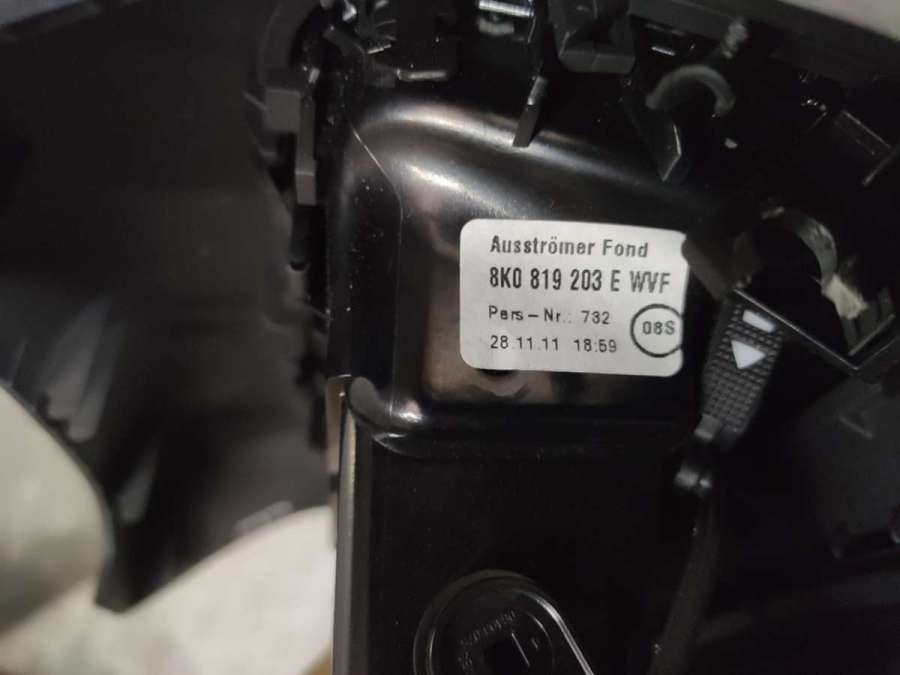 Ausströmer Fond
8K0 819 203 E WVF
Pers-Nr.: 732
08S
28.11.11 18:59